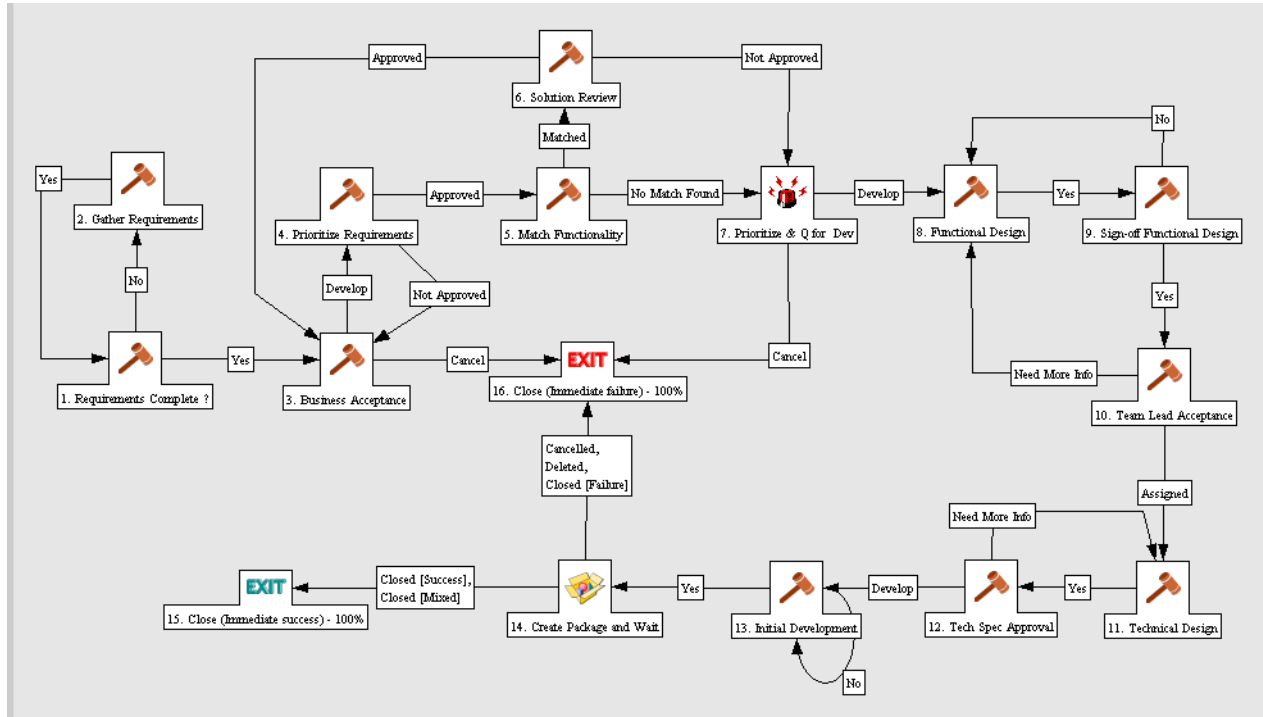 Approved
Not Approved
6. Solution Review
Matched
No
Yes
2. Gather Requirements
Approved
4. Prioritize Requirements
5. Match Functionality
No Match Found
7. Prioritize & Q for Dev
Develop
8. Functional Design
Yes
9. Sign-off Functional Design
No
Develop
Not Approved
Yes
1. Requirements Complete ?
Yes
3. Business Acceptance
Cancel
EXIT
16. Close (Immediate failure) - 100%
Cancel
Need More Info
10. Team Lead Acceptance
Cancelled,
Deleted,
Closed [Failure]
Assigned
Need More Info
EXIT
15. Close (Immediate success) - 100%
Closed [Success],
Closed [Mixed]
14. Create Package and Wait
Yes
13. Initial Development
Develop
12. Tech Spec Approval
Yes
11. Technical Design
No